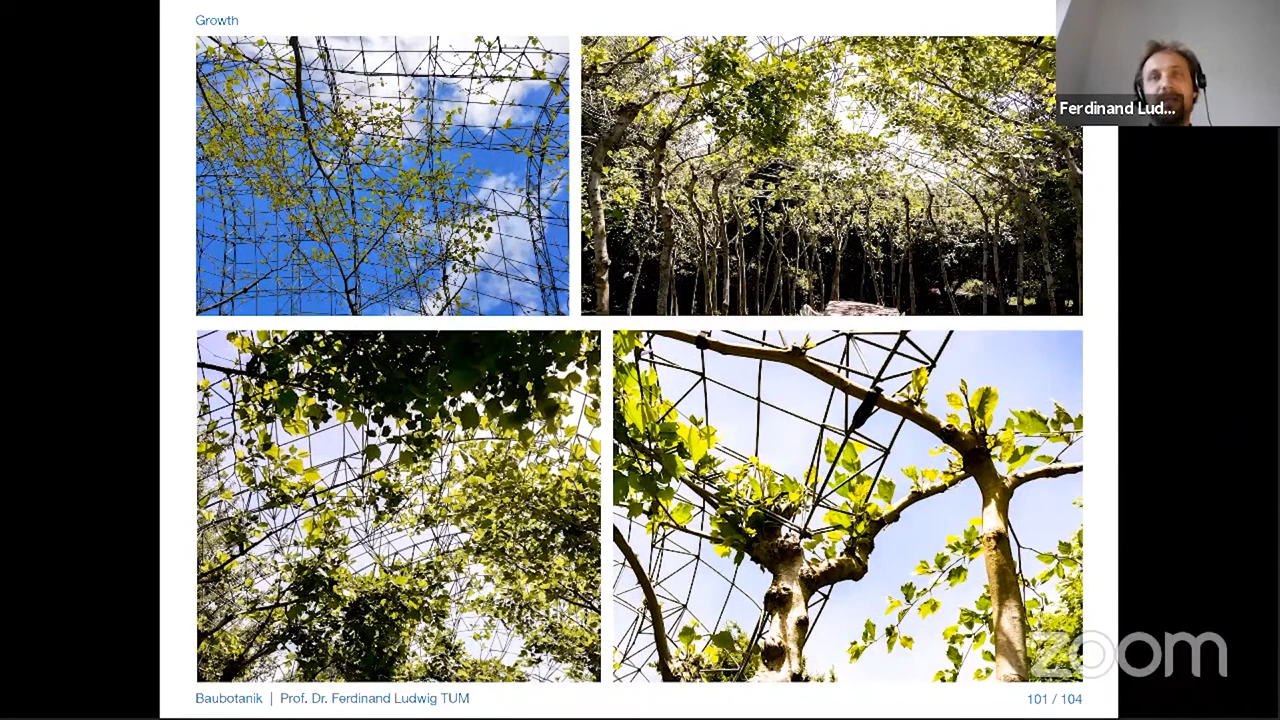 Growth
Ferdinand Lud...
Baubotanik | Prof. Dr. Ferdinand Ludwig TUM
101 / 104
zoom